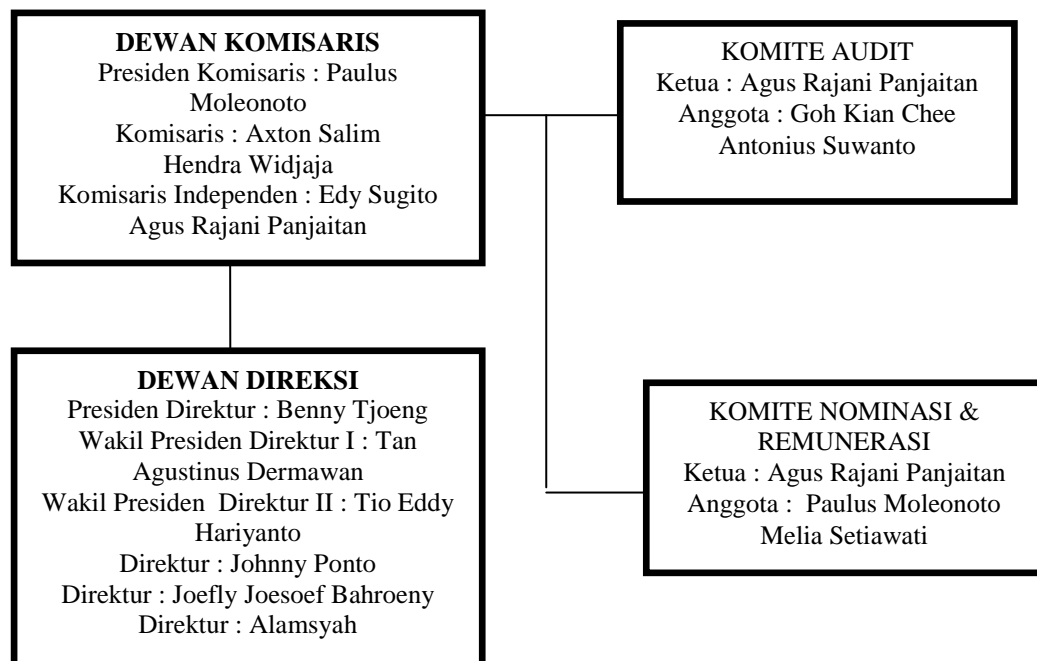 DEWAN KOMISARIS
Presiden Komisaris : Paulus
Moleonoto
Komisaris : Axton Salim
Hendra Widjaja
Komisaris Independen : Edy Sugito
Agus Rajani Panjaitan
KOMITE AUDIT
Ketua : Agus Rajani Panjaitan
Anggota : Goh Kian Chee
Antonius Suwanto
DEWAN DIREKSI
Presiden Direktur : Benny Tjoeng
Wakil Presiden Direktur I : Tan
Agustinus Dermawan
Wakil Presiden Direktur II : Tio Eddy
Hariyanto
Direktur : Johnny Ponto
Direktur : Joefly Joesoef Bahroeny
Direktur : Alamsyah
KOMITE NOMINASI &
REMUNERASI
Ketua : Agus Rajani Panjaitan
Anggota : Paulus Moleonoto
Melia Setiawati